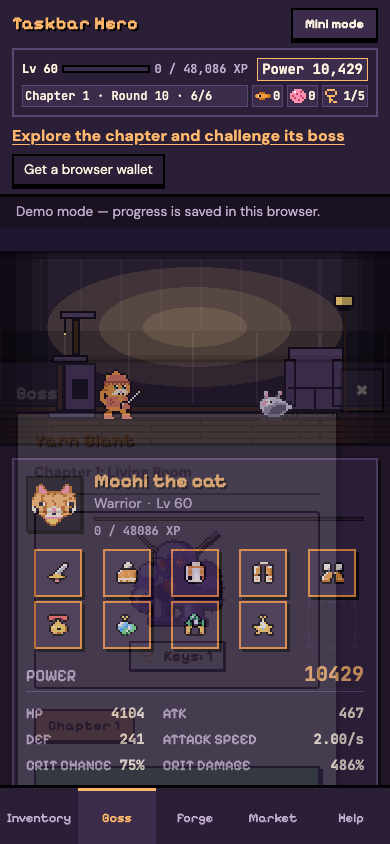 Taskbar Hero
Mini mode
Lv 60 0 / 48,086 XP Power 10,429
Chapter 1 · Round 10 · 6/6 0 0 1/5
Explore the chapter and challenge its boss
Get a browser wallet
Demo mode — progress is saved in this browser.
Boss ×
Yarn Giant
Chapter 1: Living Room
Mochi the cat
Warrior · Lv 60
0 / 48086 XP
Keys: 1
POWER 10429
HP 4104 ATK 467
Chapter 1
DEF 241 ATTACK SPEED 2.00/s
CRIT CHANCE 75% CRIT DAMAGE 486%
Inventory Boss Forge Market Help